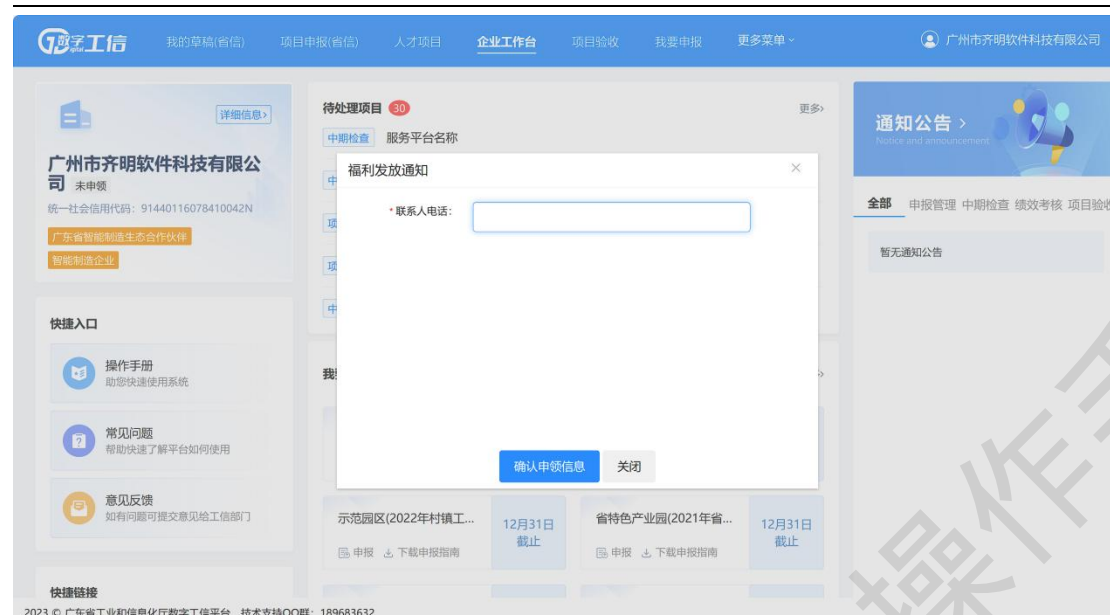 数字工信 我的草稿(省信) 项目申报(省信) 人才项目 企业工作台 项目验收 我要申报 更多菜单 广州市齐明软件科技有限公司
详细信息>
广州市齐明软件科技有限公
司 未申领
统一社会信用代码：91440116078410042N
广东省智能制造生态合作伙伴
智能制造企业
快捷入口
操作手册
助您快速使用系统
常见问题
帮助快速了解平台如何使用
意见反馈
如有问题可提交意见给工信部门
快捷链接
待处理项目 30 更多>
中期检查 服务平台名称
福利发放通知 ×
*联系人电话：
确认申领信息 关闭
示范园区(2022年村镇工... 12月31日
截止
申报 下载申报指南
省特色产业园(2021年省... 12月31日
截止
申报 下载申报指南
通知公告 >
Notice and announcement
全部 申报管理 中期检查 绩效考核 项目验收
暂无通知公告
2023 © 广东省工业和信息化厅数字工信平台 技术支持QQ群：189683632
操作手